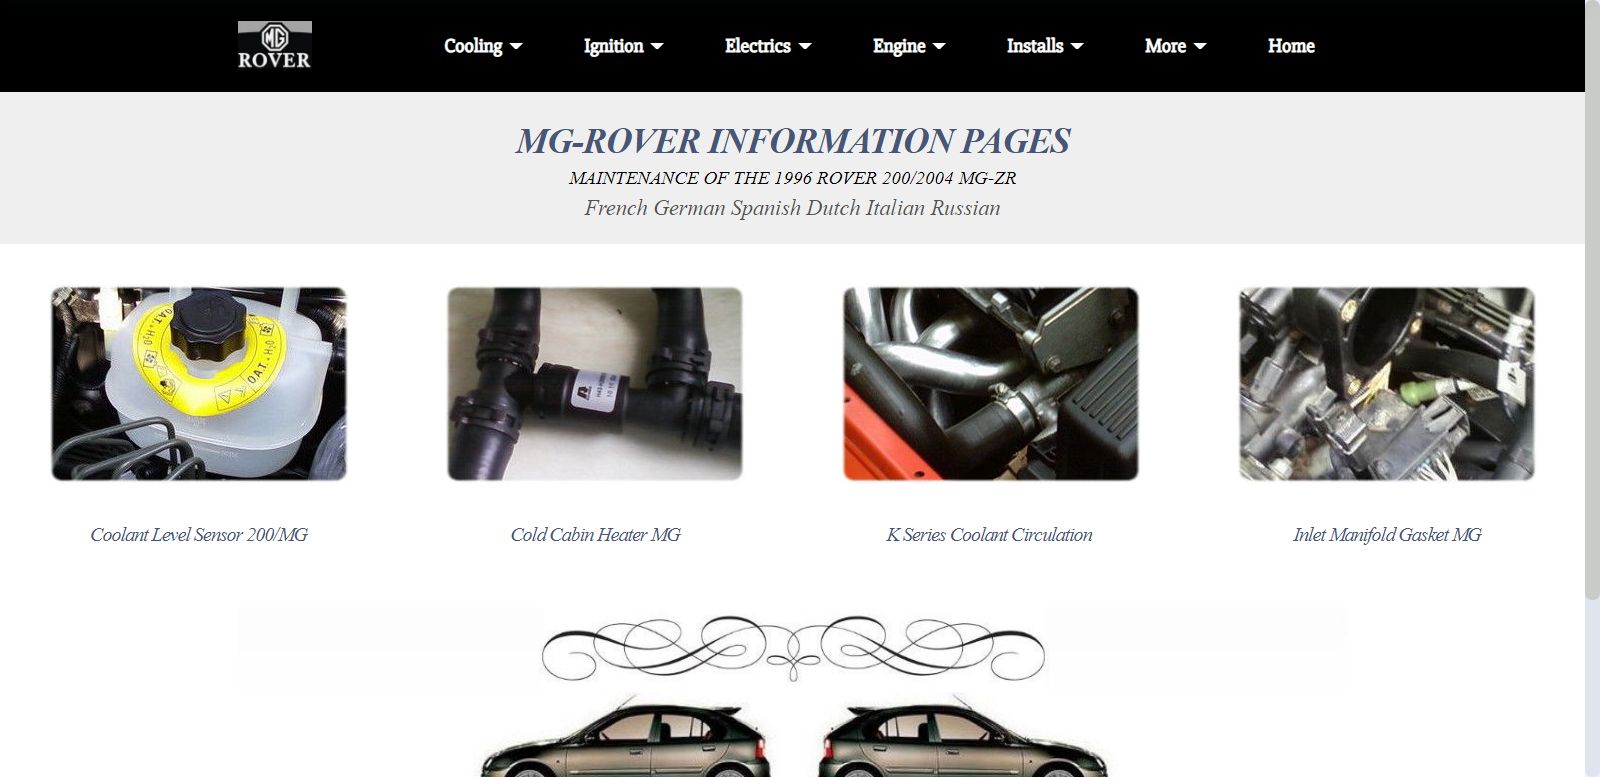 MG
ROVER
Cooling
Ignition
Electrics
Engine
Installs
More
Home
MG-ROVER INFORMATION PAGES
MAINTENANCE OF THE 1996 ROVER 200/2004 MG-ZR
French German Spanish Dutch Italian Russian
O.A.T. + H₂O
O.A.T. + H₂O
Coolant Level Sensor 200/MG
Cold Cabin Heater MG
K Series Coolant Circulation
Inlet Manifold Gasket MG